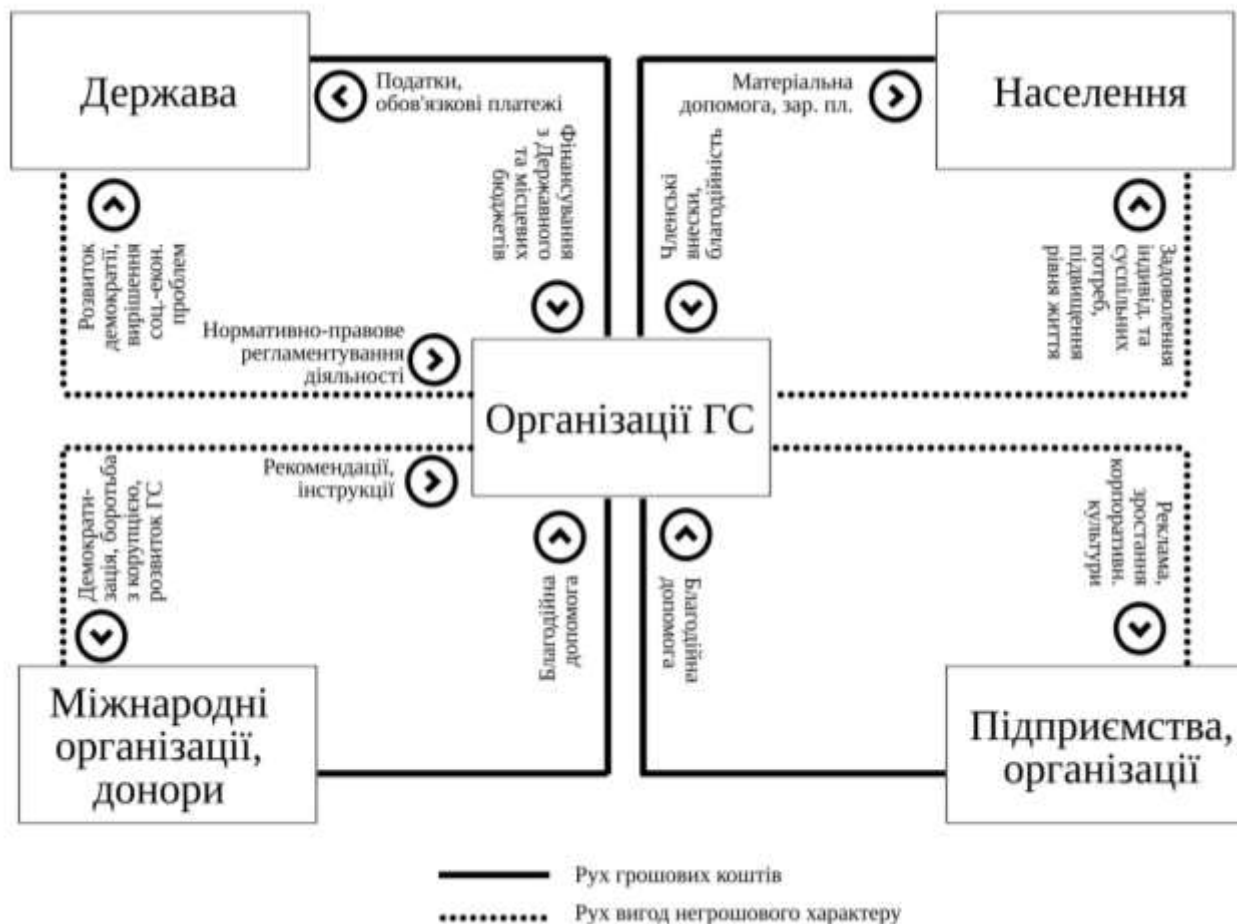 Держава
Податки,
обов'язкові платежі
Фінансування
з Державного
та місцевих
бюджетів
Розвиток
демократії,
вирішення
соц.-екон.
проблем
Нормативно-правове
регламентування
діяльності
Матеріальна
допомога, зар. пл.
Населення
Членські
внески,
благодійність
Задоволення
індивід. та
суспільних
потреб,
підвищення
рівня життя
Організації ГС
Рекомендації,
інструкції
Демократи-
зація, боротьба
з корупцією,
розвиток ГС
Благодійна
допомога
Благодійна
допомога
Реклама,
зростання
корпоративн.
культури
Міжнародні
організації,
донори
Підприємства,
організації
Рух грошових коштів
Рух вигод негрошового характеру